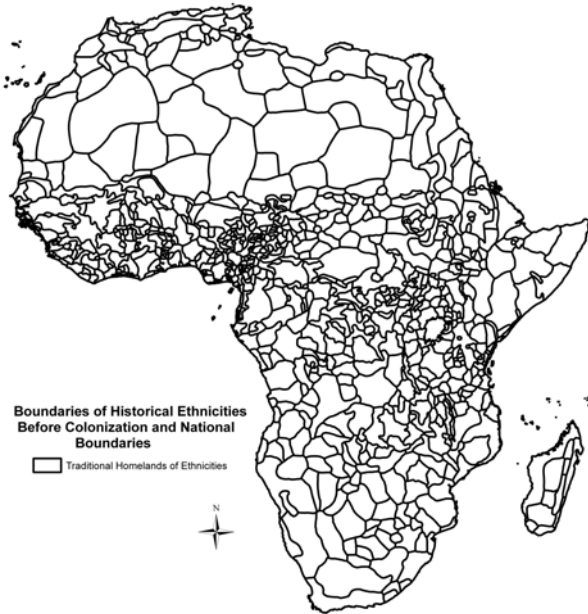 Boundaries of Historical Ethnicities
Before Colonization and National
Boundaries
Traditional Homelands of Ethnicities
N